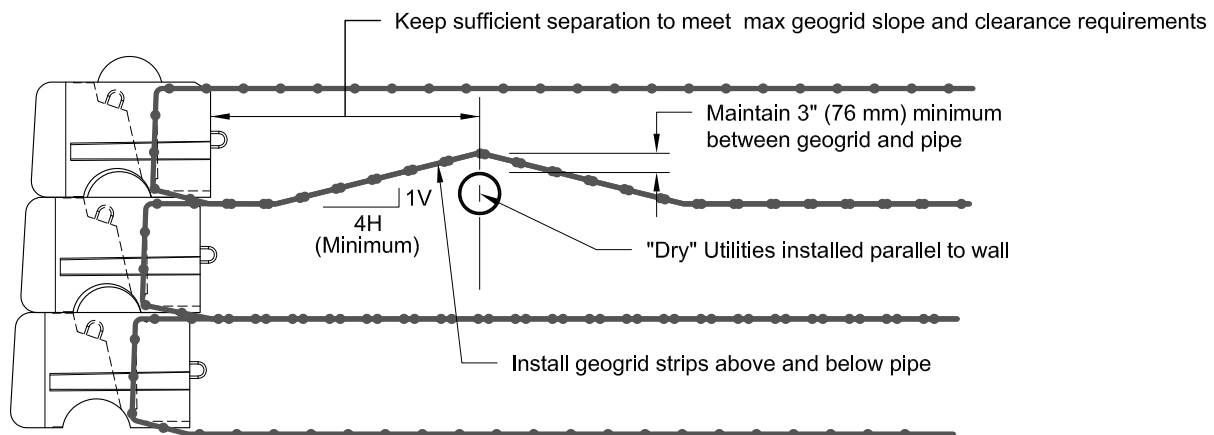 Keep sufficient separation to meet  max geogrid slope and clearance requirements
Maintain 3" (76 mm) minimum
between geogrid and pipe
1V
4H
(Minimum)
"Dry" Utilities installed parallel to wall
Install geogrid strips above and below pipe